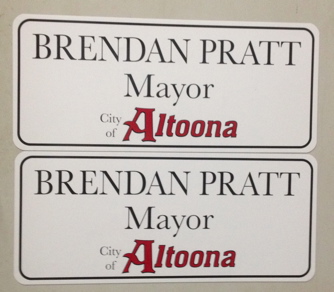 BRENDAN PRATT
Mayor
City of Altoona
BRENDAN PRATT
Mayor
City of Altoona